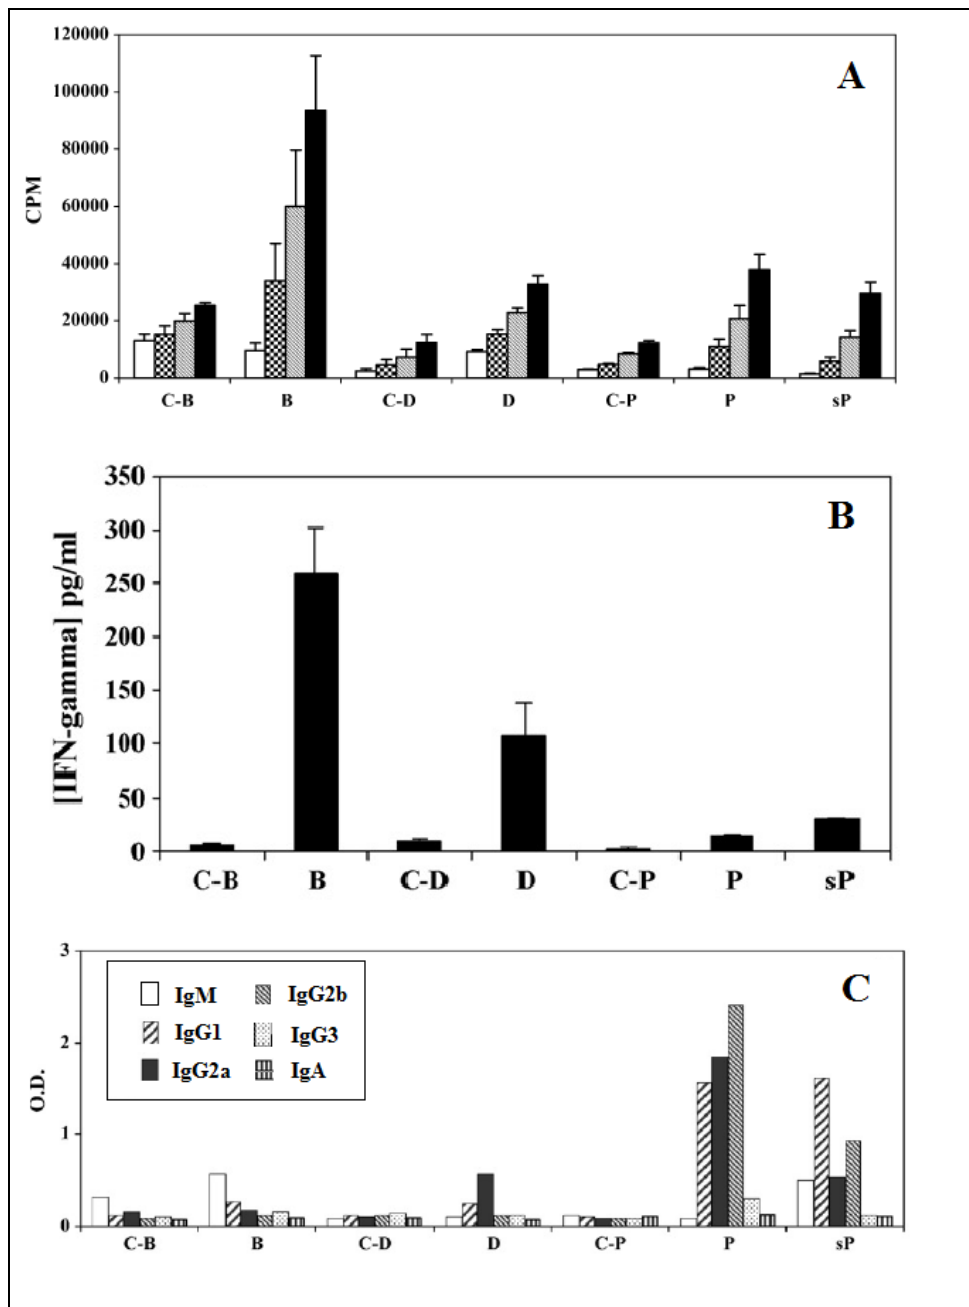 A
120000
100000
80000
60000
40000
20000
0
CPM
C-B B C-D D C-P P sP
B
350
300
250
200
150
100
50
0
[IFN-gamma] pg/ml
C-B B C-D D C-P P sP
C
3
2
1
0
O.D.
IgM IgG2b
IgG1 IgG3
IgG2a IgA
C-B B C-D D C-P P sP